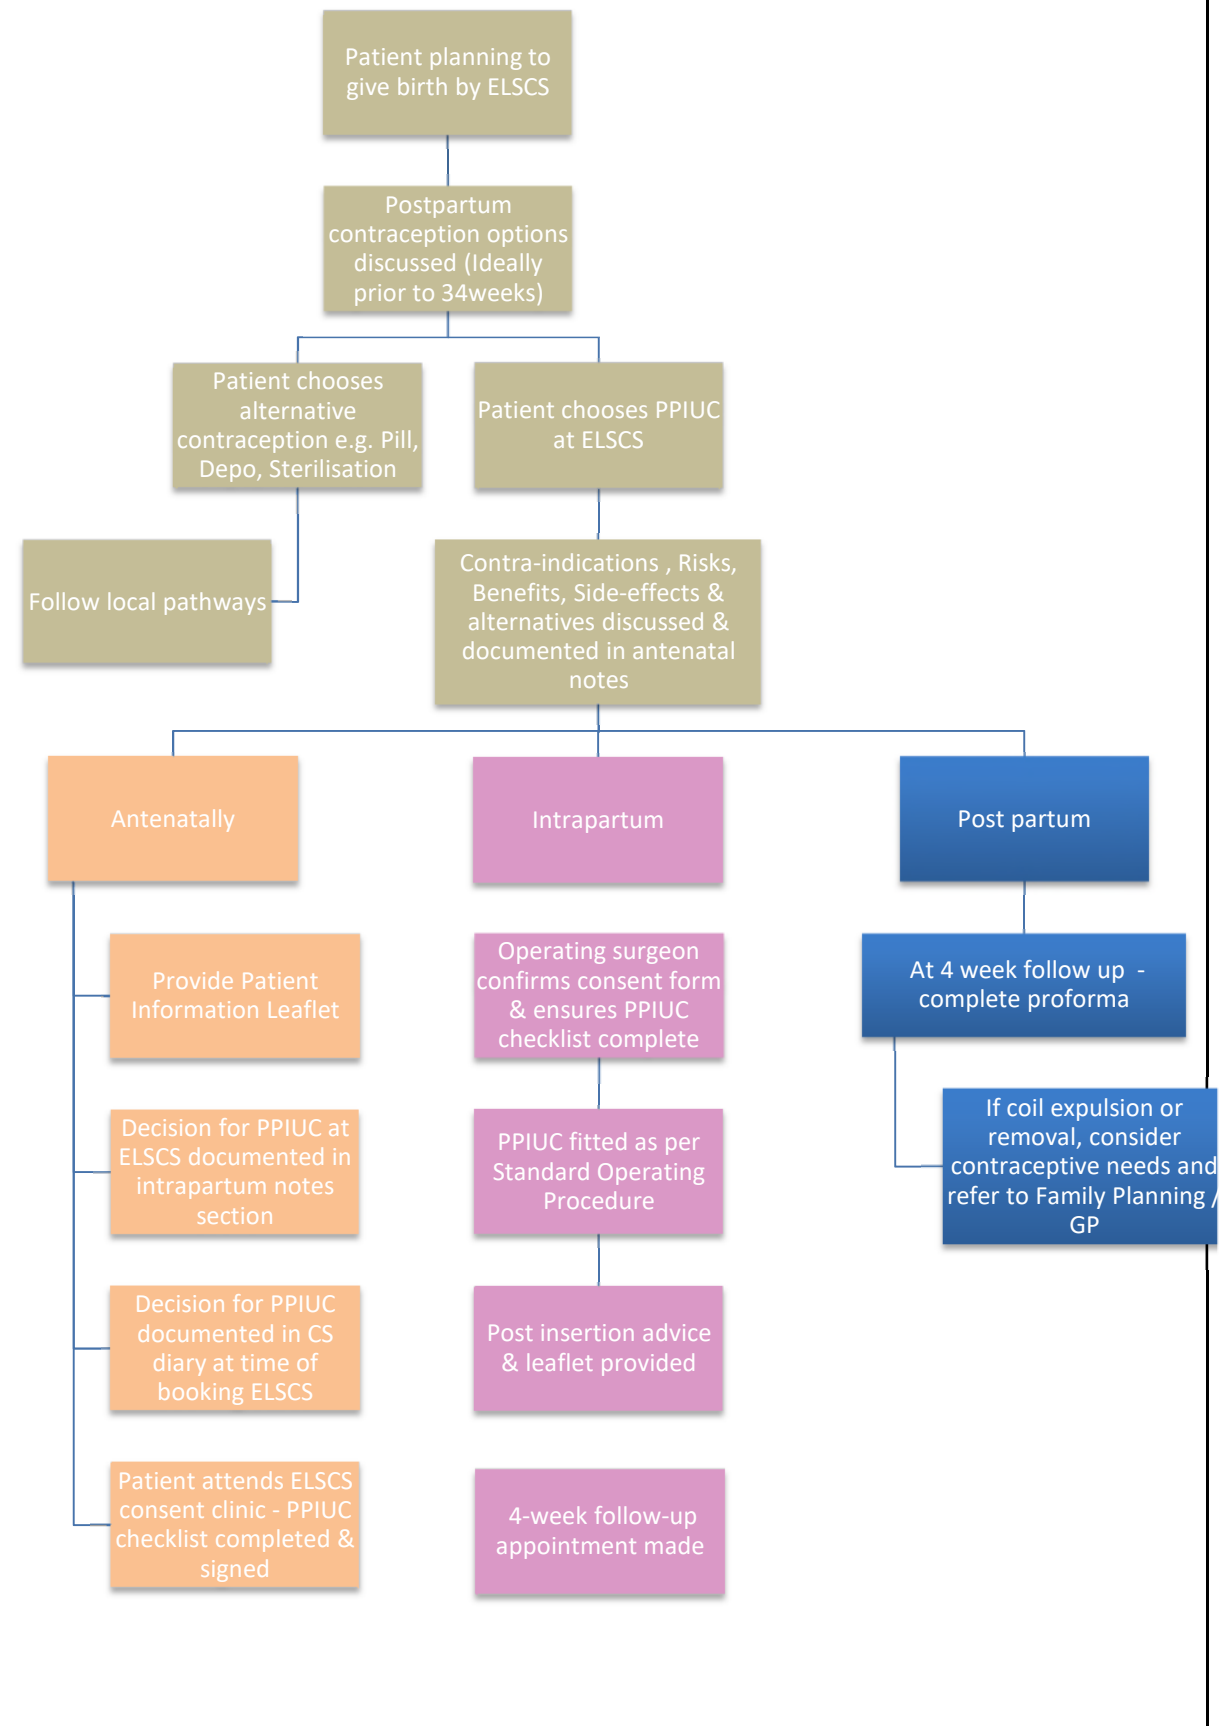 Patient planning to
give birth by ELSCS
Postpartum
contraception options
discussed (Ideally
prior to 34weeks)
Patient chooses
alternative
contraception e.g. Pill,
Depo, Sterilisation
Patient chooses PPIUC
at ELSCS
Follow local pathways
Contra-indications , Risks,
Benefits, Side-effects &
alternatives discussed &
documented in antenatal
notes
Antenatally
Intrapartum
Post partum
Provide Patient
Information Leaflet
Decision for PPIUC at
ELSCS documented in
intrapartum notes
section
Decision for PPIUC
documented in CS
diary at time of
booking ELSCS
Patient attends ELSCS
consent clinic - PPIUC
checklist completed &
signed
Operating surgeon
confirms consent form
& ensures PPIUC
checklist complete
PPIUC fitted as per
Standard Operating
Procedure
Post insertion advice
& leaflet provided
4-week follow-up
appointment made
At 4 week follow up -
complete proforma
If coil expulsion or
removal, consider
contraceptive needs and
refer to Family Planning /
GP